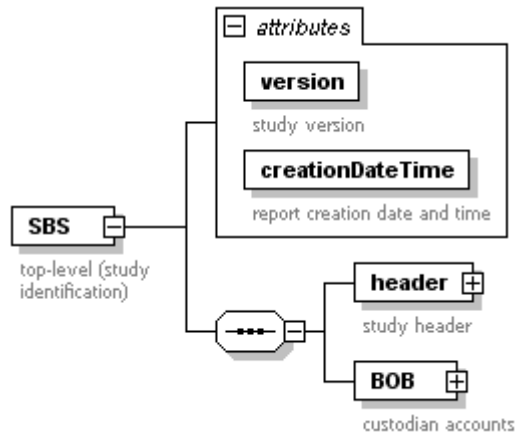 attributes
version
study version
creationDateTime
report creation date and time
SBS
top-level (study
identification)
header
study header
BOB
custodian accounts